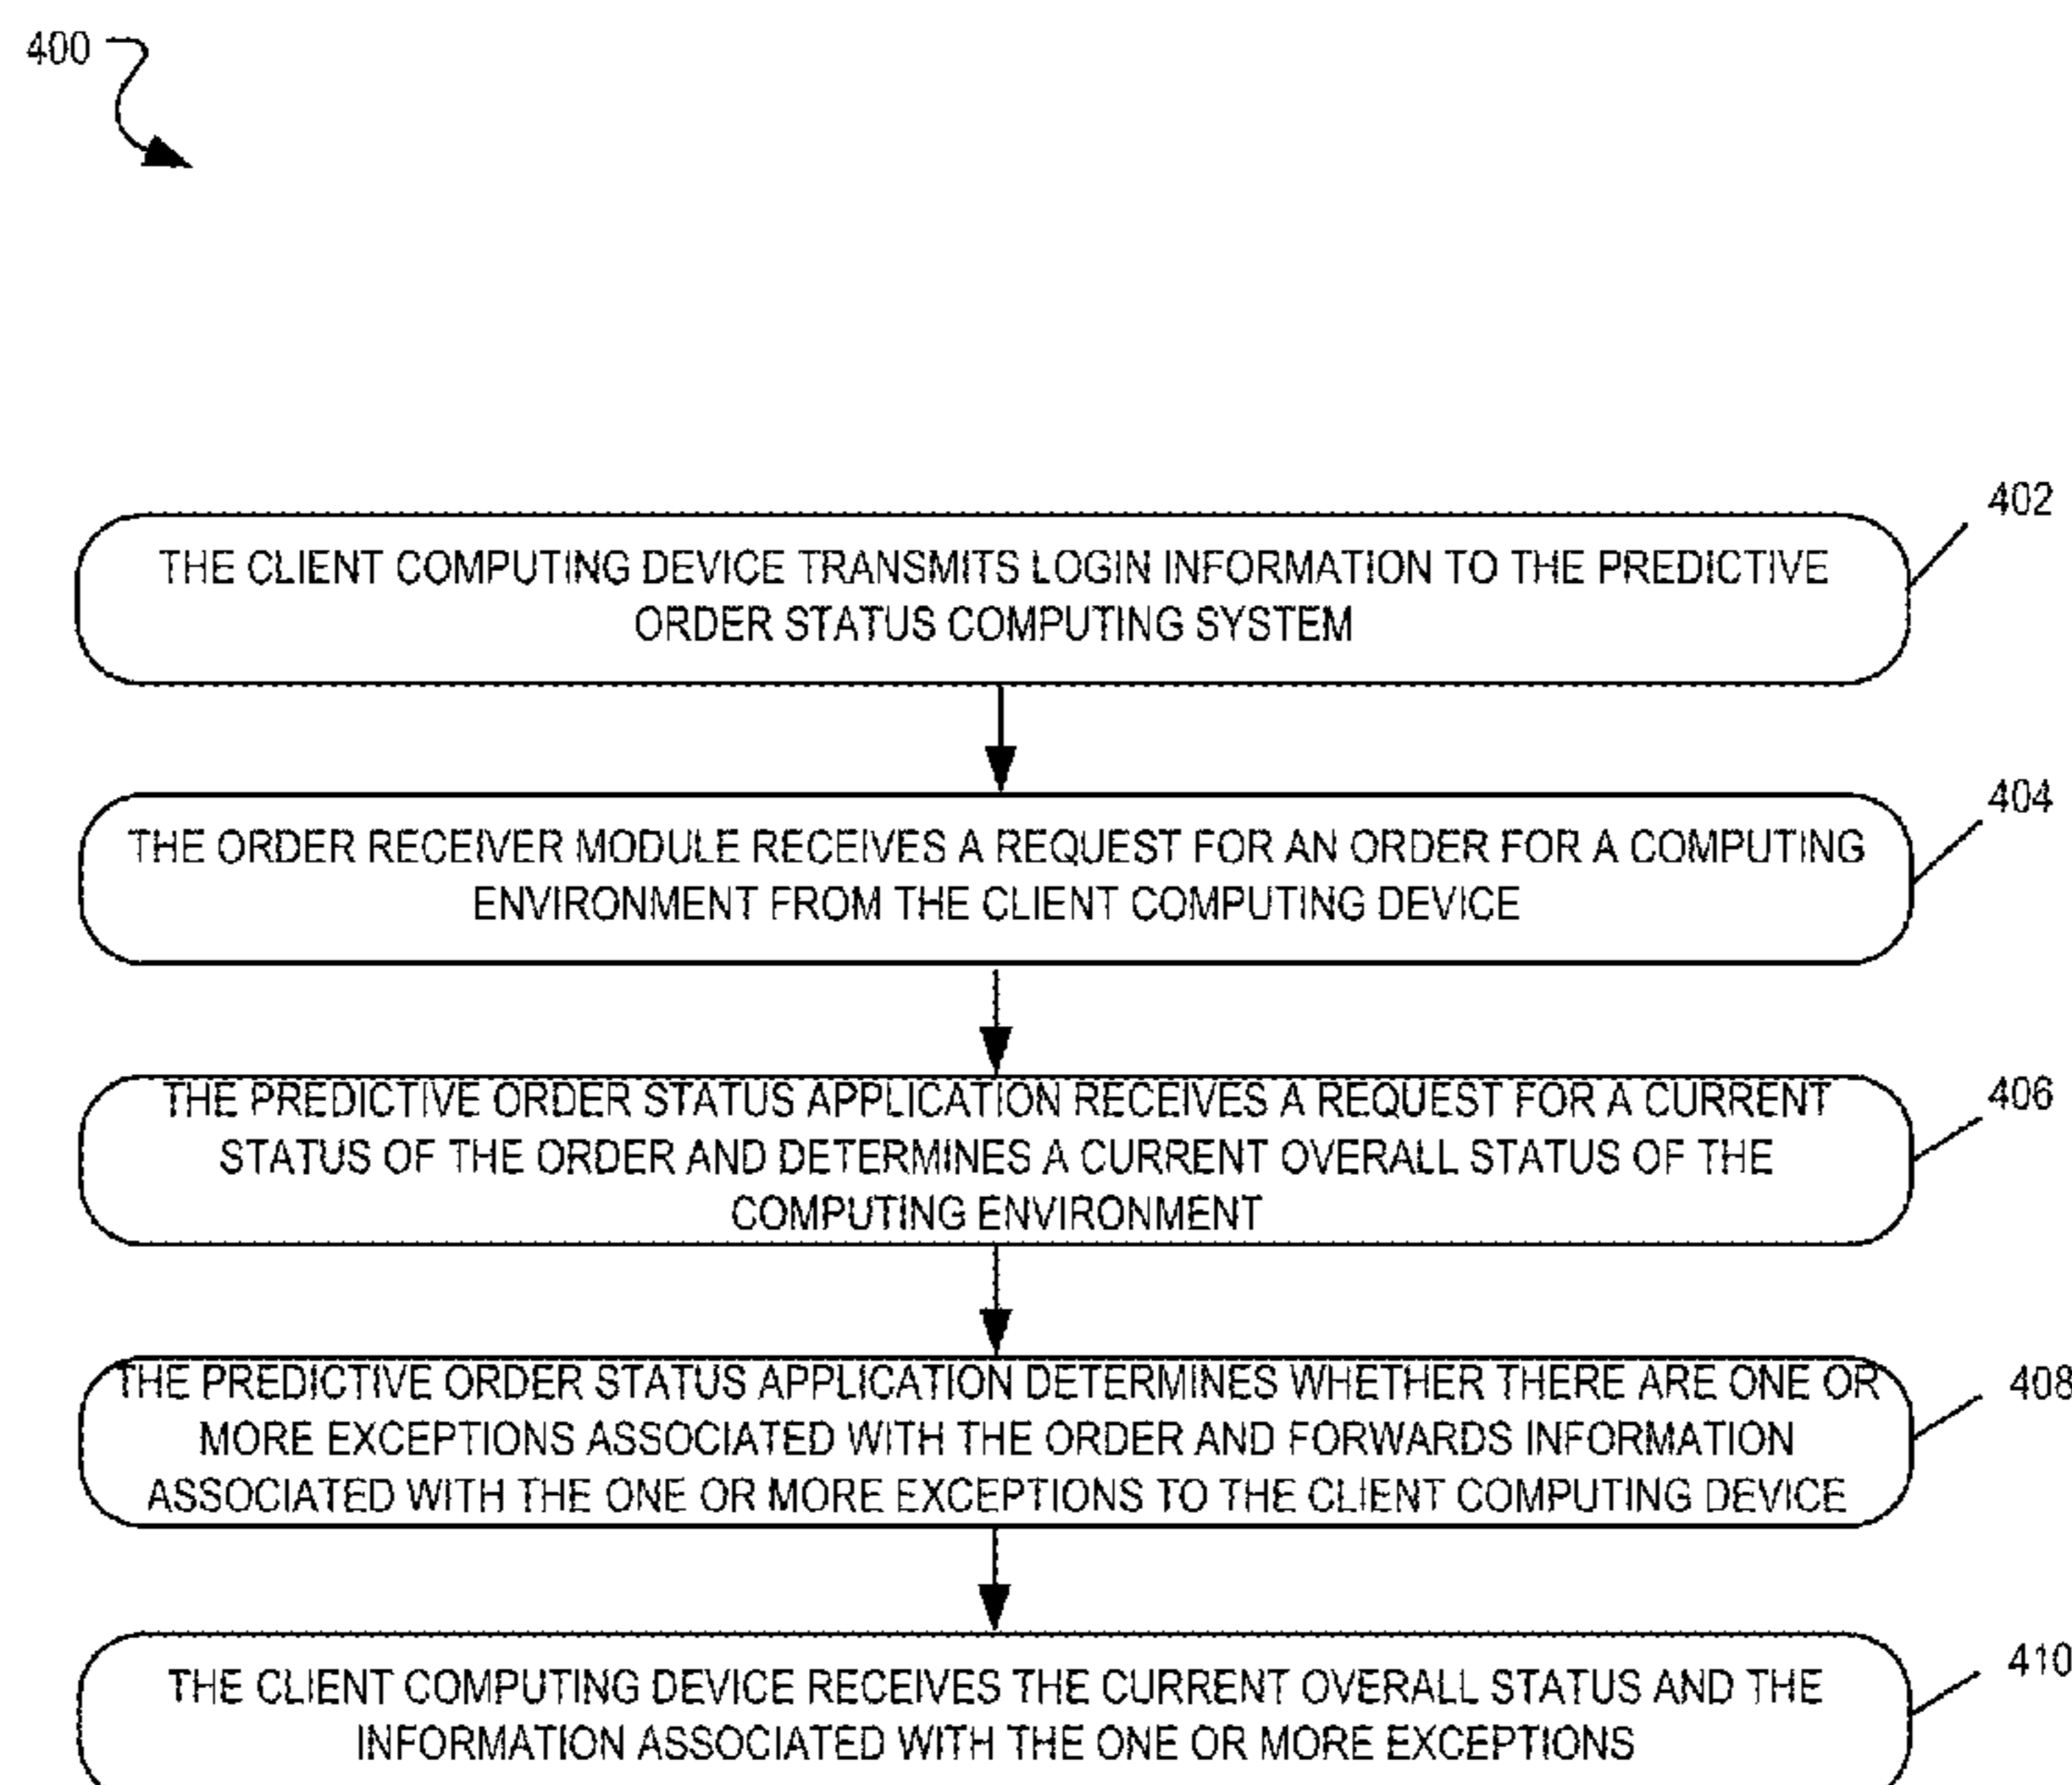 400
402
THE CLIENT COMPUTING DEVICE TRANSMITS LOGIN INFORMATION TO THE PREDICTIVE
ORDER STATUS COMPUTING SYSTEM
404
THE ORDER RECEIVER MODULE RECEIVES A REQUEST FOR AN ORDER FOR A COMPUTING
ENVIRONMENT FROM THE CLIENT COMPUTING DEVICE
406
THE PREDICTIVE ORDER STATUS APPLICATION RECEIVES A REQUEST FOR A CURRENT
STATUS OF THE ORDER AND DETERMINES A CURRENT OVERALL STATUS OF THE
COMPUTING ENVIRONMENT
408
THE PREDICTIVE ORDER STATUS APPLICATION DETERMINES WHETHER THERE ARE ONE OR
MORE EXCEPTIONS ASSOCIATED WITH THE ORDER AND FORWARDS INFORMATION
ASSOCIATED WITH THE ONE OR MORE EXCEPTIONS TO THE CLIENT COMPUTING DEVICE
410
THE CLIENT COMPUTING DEVICE RECEIVES THE CURRENT OVERALL STATUS AND THE
INFORMATION ASSOCIATED WITH THE ONE OR MORE EXCEPTIONS